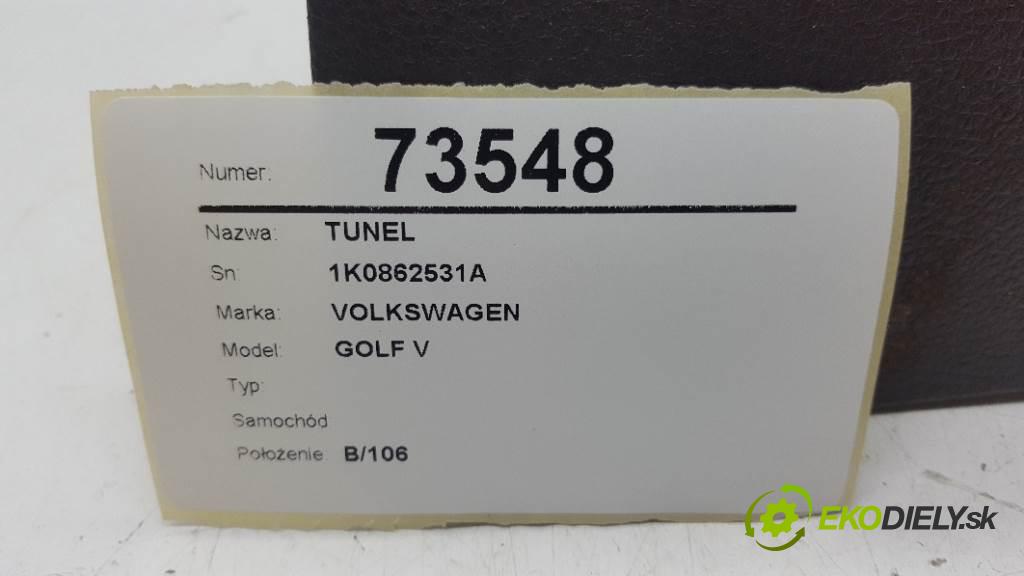 Numer: 73548
Nazwa: TUNEL
Sn: 1K0862531A
Marka: VOLKSWAGEN
Model: GOLF V
Typ:
Samochód
Położenie: B/106
EKODIELY.sk